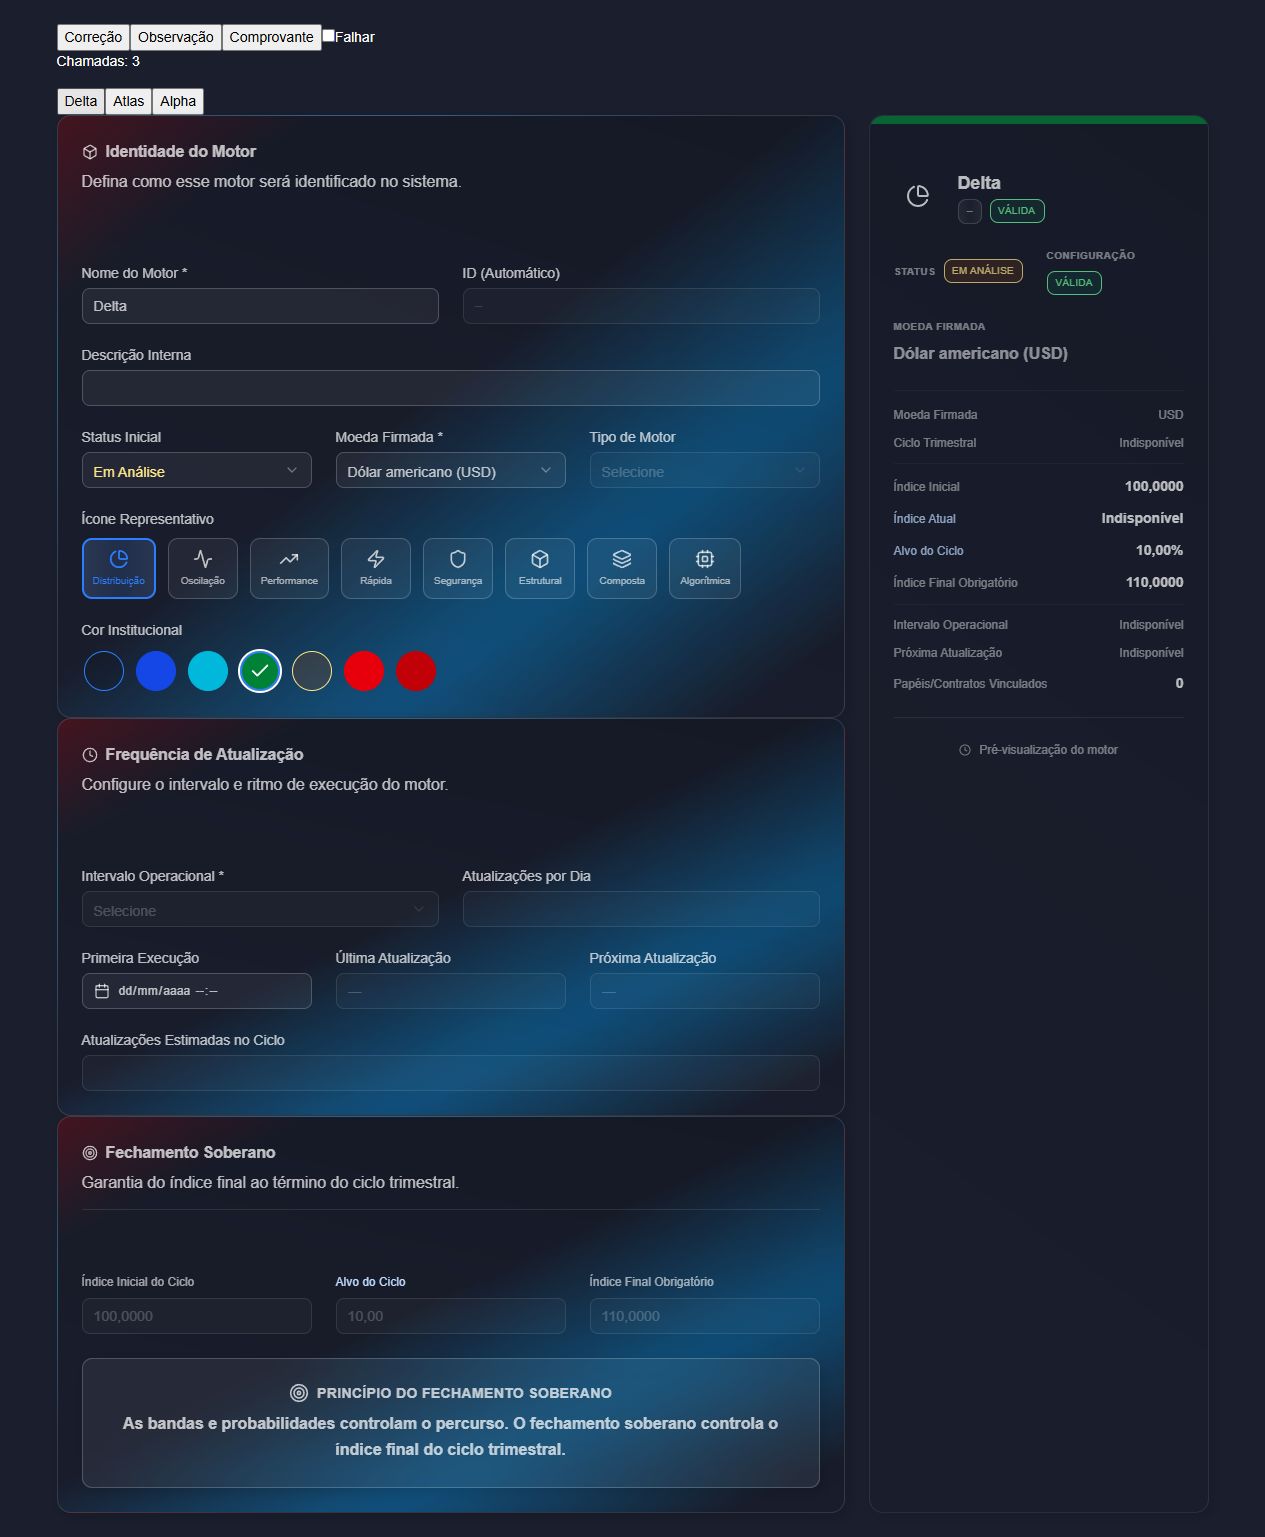 Correção Observação Comprovante Falhar
Chamadas: 3
Delta Atlas Alpha
Identidade do Motor
Defina como esse motor será identificado no sistema.
Nome do Motor * ID (Automático)
Delta –
Descrição Interna
Status Inicial Moeda Firmada * Tipo de Motor
Em Análise Dólar americano (USD) Selecione
Ícone Representativo
Distribuição Oscilação Performance Rápida Segurança Estrutural Composta Algorítmica
Cor Institucional
Frequência de Atualização
Configure o intervalo e ritmo de execução do motor.
Intervalo Operacional * Atualizações por Dia
Selecione
Primeira Execução Última Atualização Próxima Atualização
dd/mm/aaaa --:-- — —
Atualizações Estimadas no Ciclo
Fechamento Soberano
Garantia do índice final ao término do ciclo trimestral.
Índice Inicial do Ciclo Alvo do Ciclo Índice Final Obrigatório
100,0000 10,00 110,0000
PRINCÍPIO DO FECHAMENTO SOBERANO
As bandas e probabilidades controlam o percurso. O fechamento soberano controla o
índice final do ciclo trimestral.
Delta
– VÁLIDA
CONFIGURAÇÃO
STATUS EM ANÁLISE
VÁLIDA
MOEDA FIRMADA
Dólar americano (USD)
Moeda Firmada USD
Ciclo Trimestral Indisponível
Índice Inicial 100,0000
Índice Atual Indisponível
Alvo do Ciclo 10,00%
Índice Final Obrigatório 110,0000
Intervalo Operacional Indisponível
Próxima Atualização Indisponível
Papéis/Contratos Vinculados 0
Pré-visualização do motor